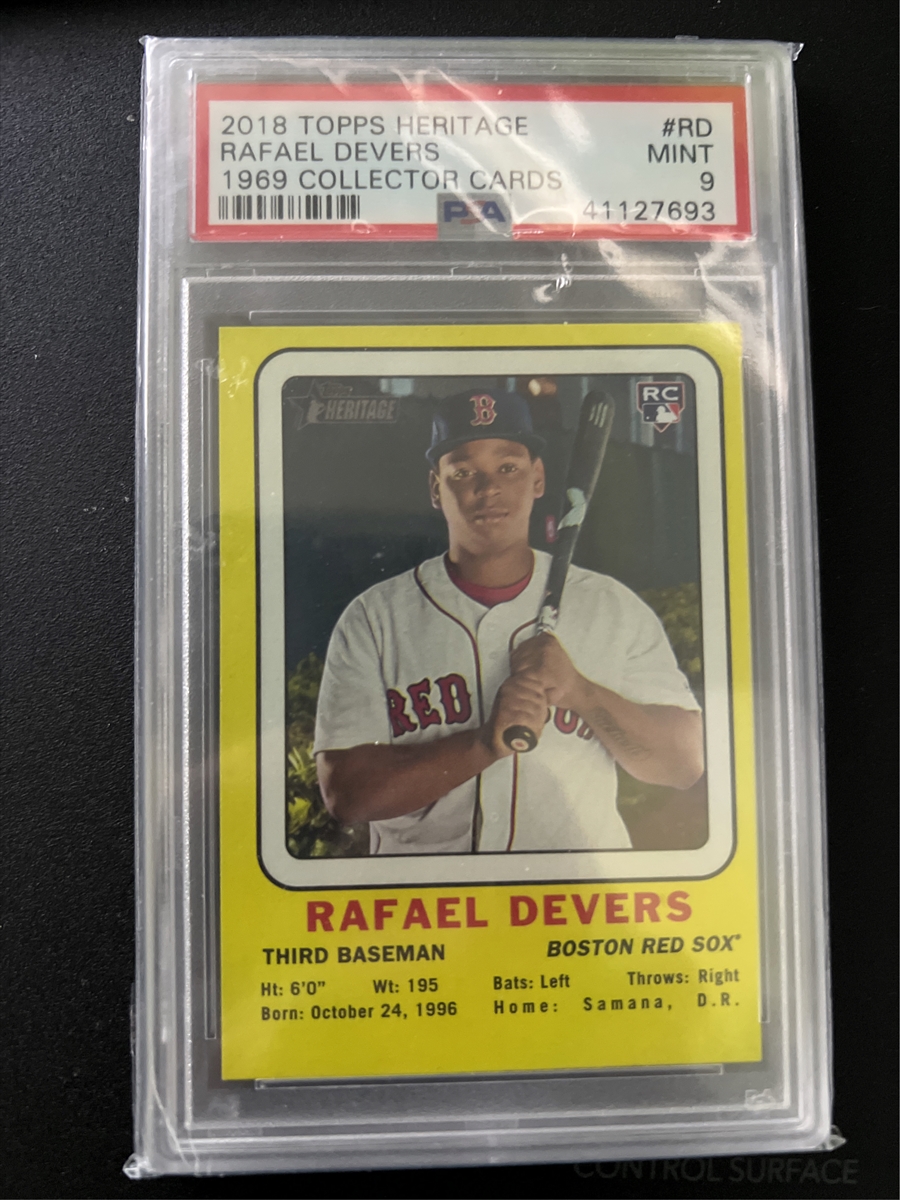 2018 TOPPS HERITAGE #RD
RAFAEL DEVERS MINT
1969 COLLECTOR CARDS 9
PSA 41127693
Topps
HERITAGE
B
RC
RED SOX
RAFAEL DEVERS
THIRD BASEMAN BOSTON RED SOX®
Ht: 6'0" Wt: 195 Bats: Left Throws: Right
Born: October 24, 1996 Home: Samana, D.R.
CONTROL SURFACE